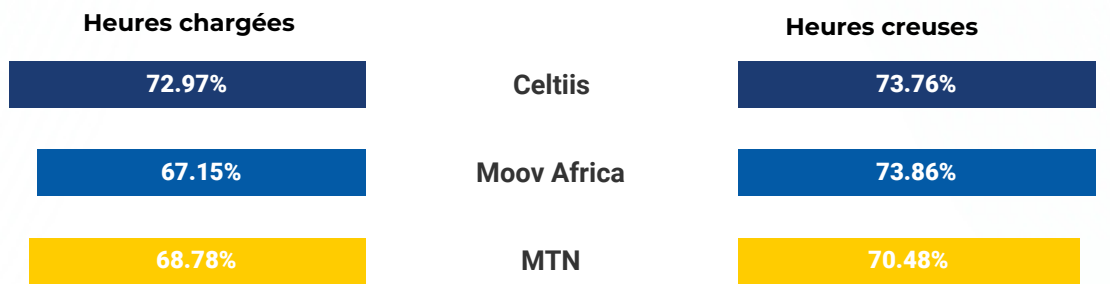 Heures chargées
Heures creuses
72.97% Celtiis 73.76%
67.15% Moov Africa 73.86%
68.78% MTN 70.48%